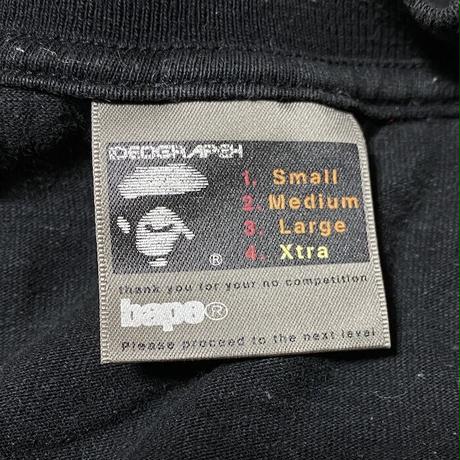 1. Small
2. Medium
3. Large
4. Xtra
®
thank you for your no competition
bape®
Please proceed to the next level